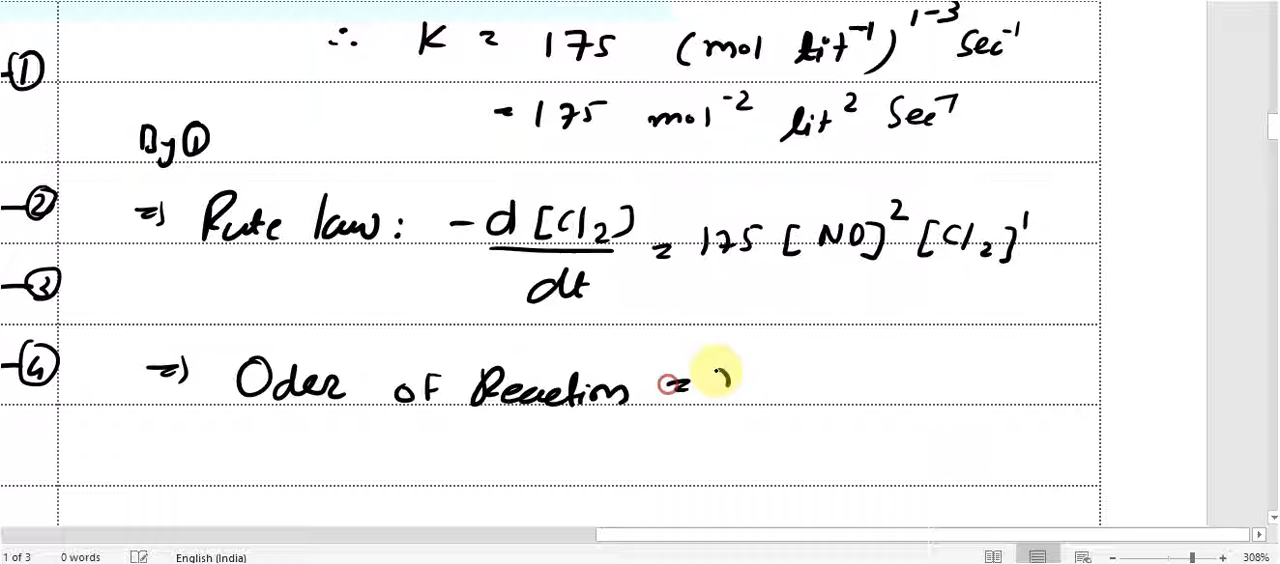 ∴ K = 175 (mol lit⁻¹)¹⁻³ Sec⁻¹
①
= 175 mol⁻² lit² Sec⁻¹
By ①
② ⇒ Rate law: -d[Cl₂]/dt = 175 [NO]² [Cl₂]¹
③
④ ⇒ Oder of Reaction =
1 of 3 0 words English (India) 308%